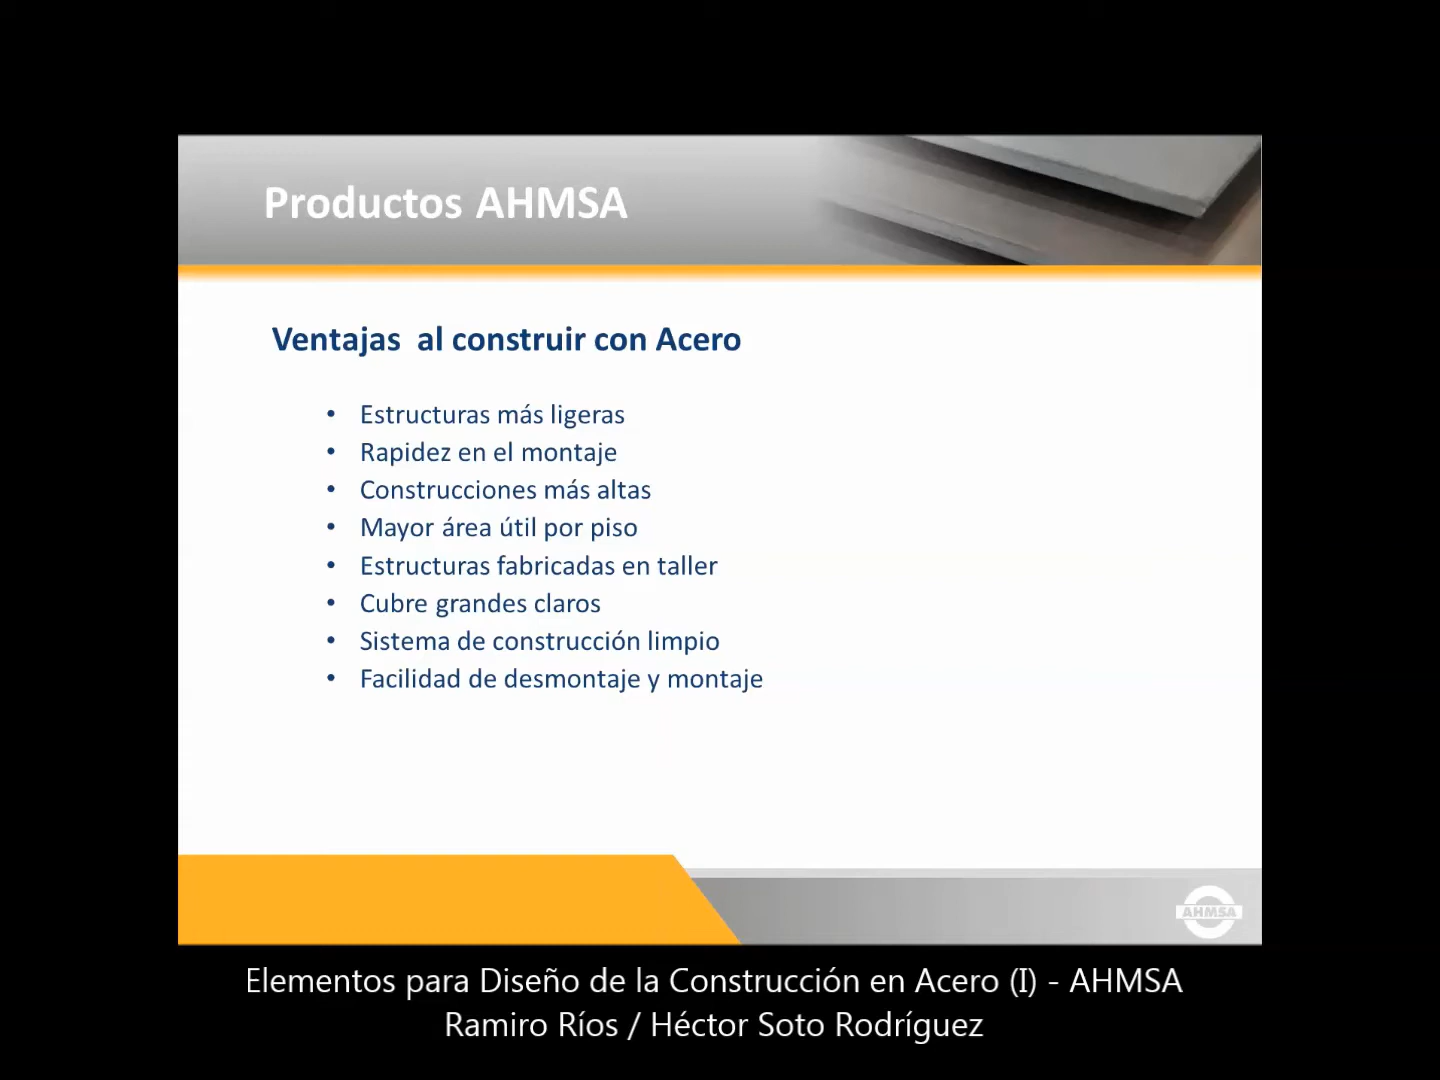 Productos AHMSA
Ventajas  al construir con Acero
• Estructuras más ligeras
• Rapidez en el montaje
• Construcciones más altas
• Mayor área útil por piso
• Estructuras fabricadas en taller
• Cubre grandes claros
• Sistema de construcción limpio
• Facilidad de desmontaje y montaje
AHMSA
Elementos para Diseño de la Construcción en Acero (I) - AHMSA
Ramiro Ríos / Héctor Soto Rodríguez